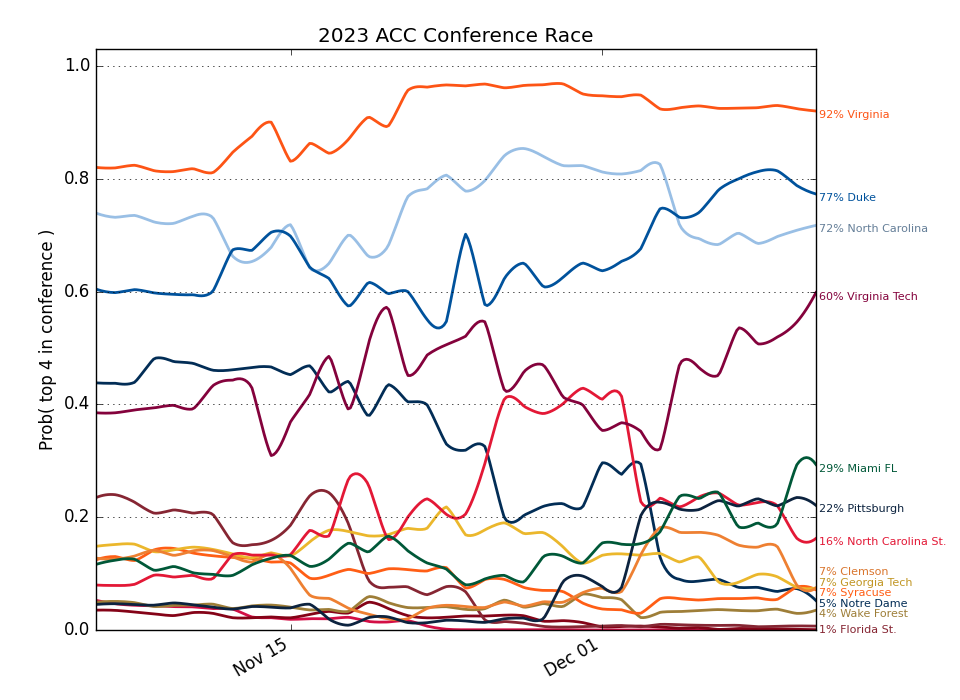 2023 ACC Conference Race
Prob( top 4 in conference )
1.0
0.8
0.6
0.4
0.2
0.0
Nov 15
Dec 01
92% Virginia
77% Duke
72% North Carolina
60% Virginia Tech
29% Miami FL
22% Pittsburgh
16% North Carolina St.
7% Clemson
7% Georgia Tech
7% Syracuse
5% Notre Dame
4% Wake Forest
1% Florida St.